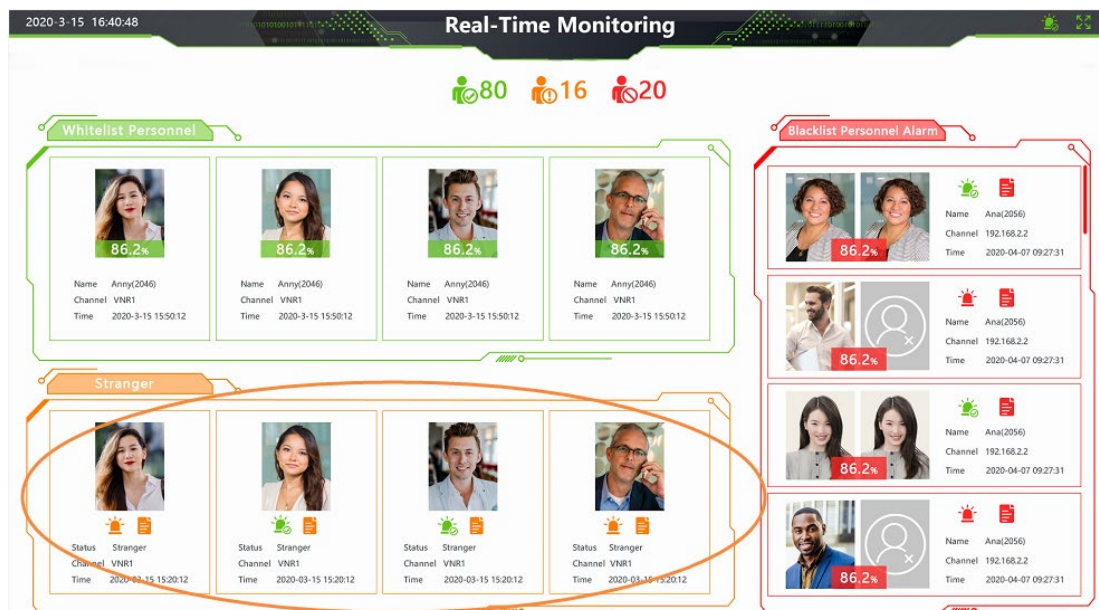 2020-3-15 16:40:48
Real-Time Monitoring
80 16 20
Whitelist Personnel
86.2%
Name Anny(2046)
Channel VNR1
Time 2020-3-15 15:50:12
86.2%
Name Anny(2046)
Channel VNR1
Time 2020-3-15 15:50:12
86.2%
Name Anny(2046)
Channel VNR1
Time 2020-3-15 15:50:12
86.2%
Name Anny(2046)
Channel VNR1
Time 2020-3-15 15:50:12
Stranger
Status Stranger
Channel VNR1
Time 2020-03-15 15:20:12
Status Stranger
Channel VNR1
Time 2020-03-15 15:20:12
Status Stranger
Channel VNR1
Time 2020-03-15 15:20:12
Status Stranger
Channel VNR1
Time 2020-03-15 15:20:12
Blacklist Personnel Alarm
86.2%
Name Ana(2056)
Channel 192.168.2.2
Time 2020-04-07 09:27:31
86.2%
Name Ana(2056)
Channel 192.168.2.2
Time 2020-04-07 09:27:31
86.2%
Name Ana(2056)
Channel 192.168.2.2
Time 2020-04-07 09:27:31
86.2%
Name Ana(2056)
Channel 192.168.2.2
Time 2020-04-07 09:27:31